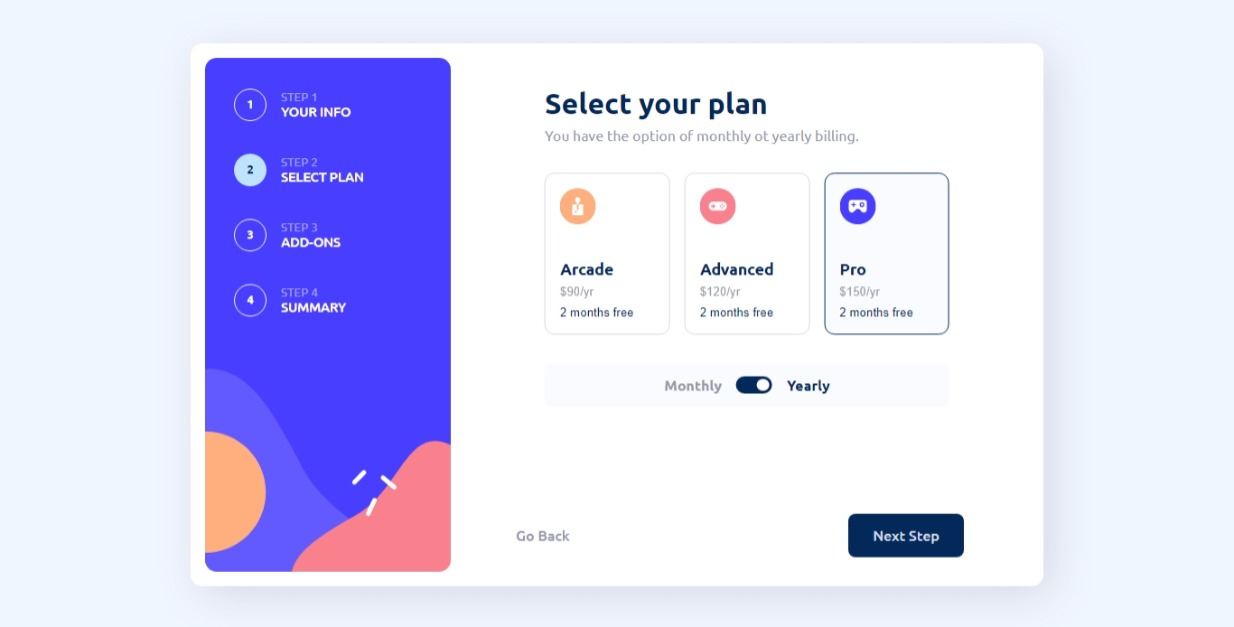 1
STEP 1
YOUR INFO
2
STEP 2
SELECT PLAN
3
STEP 3
ADD-ONS
4
STEP 4
SUMMARY
Select your plan
You have the option of monthly ot yearly billing.
Arcade
$90/yr
2 months free
Advanced
$120/yr
2 months free
Pro
$150/yr
2 months free
Monthly Yearly
Go Back
Next Step